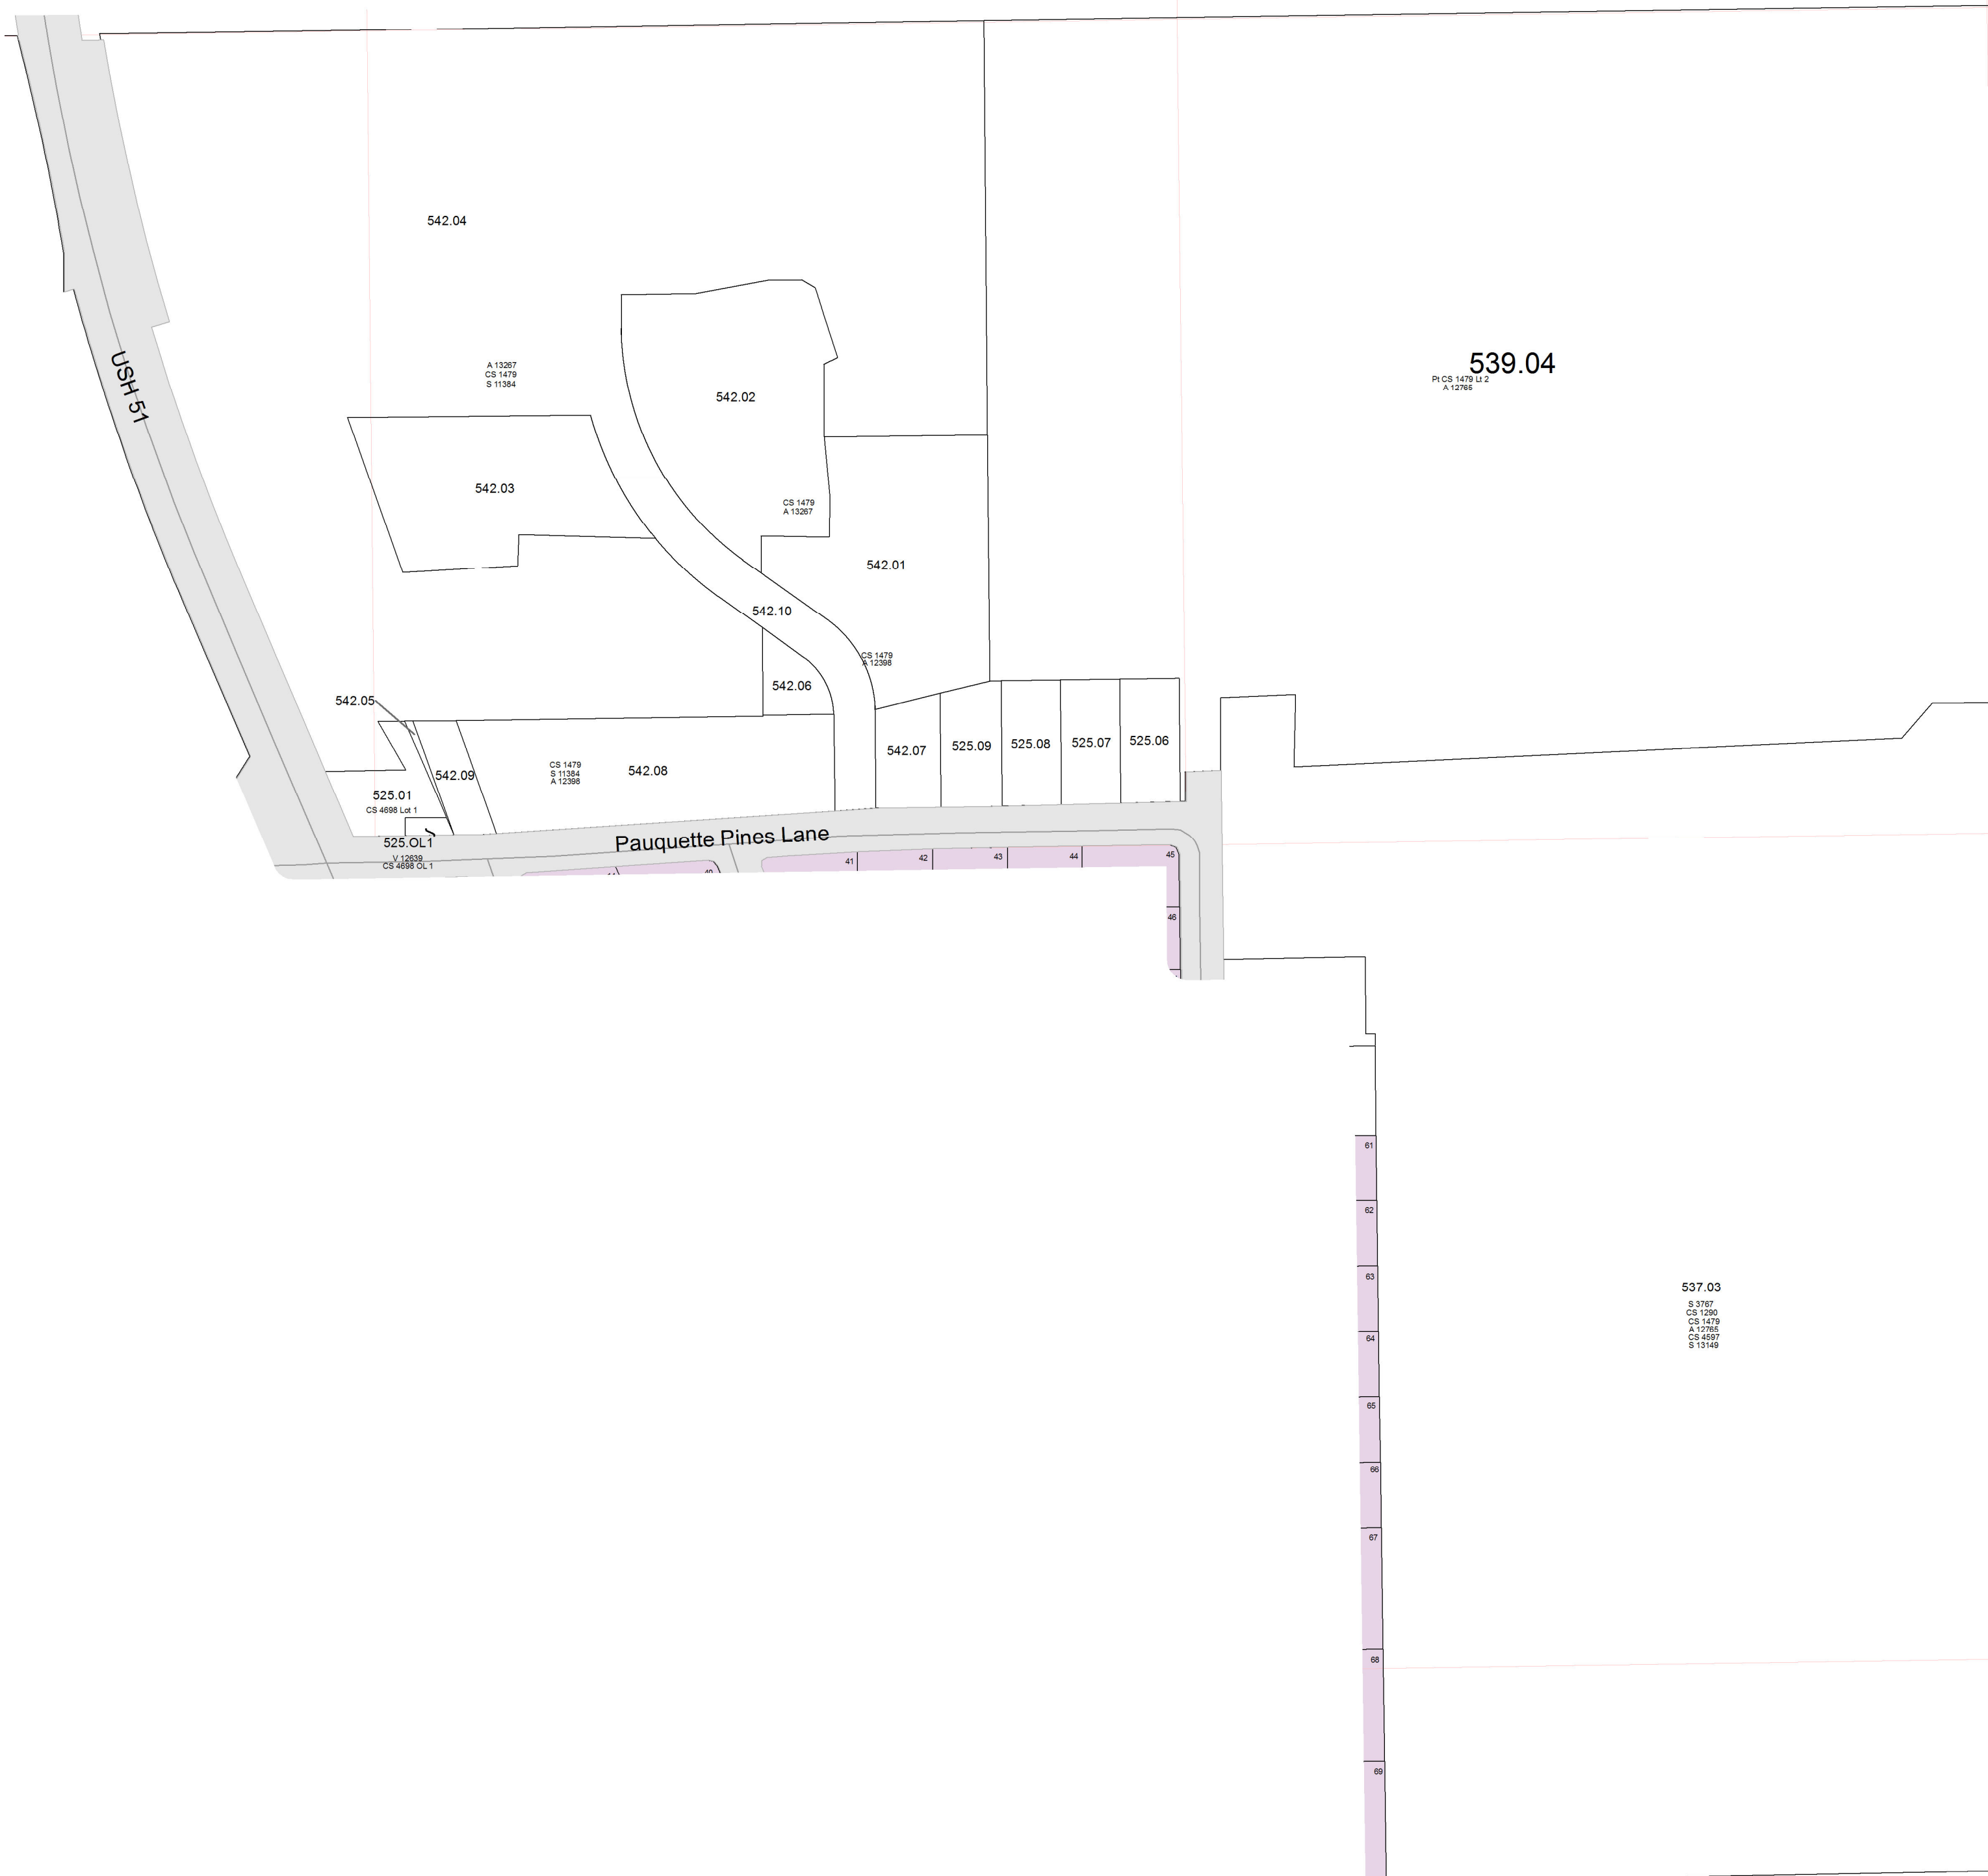 542.04
539.04
Pt CS 1479 Lt 2
A 12765
USH 51
A 13267
CS 1479
S 11384
542.02
542.03
CS 1479
A 13267
542.01
542.10
CS 1479
A 12398
542.06
542.05
542.07
525.09
525.08
525.07
525.06
542.09
CS 1479
S 11384
A 12398
542.08
525.01
CS 4698 Lot 1
525.OL1
V 12639
CS 4698 OL 1
Pauquette Pines Lane
41
42
43
44
45
46
61
62
63
537.03
S 3767
CS 1290
CS 1479
A 12765
CS 4597
S 13149
64
65
66
67
68
69